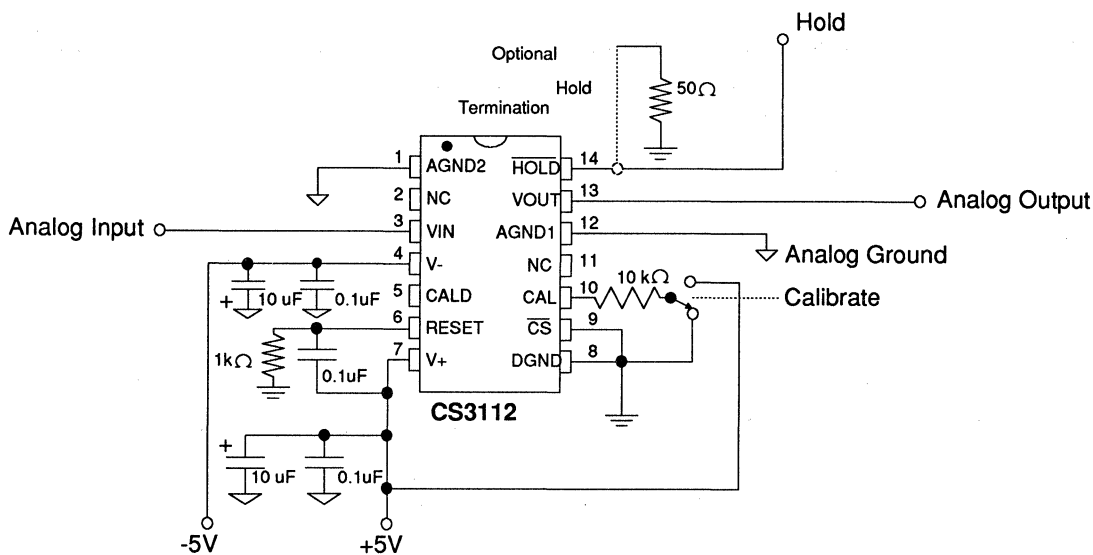 Hold
Optional
Hold
50Ω
Termination
1
AGND2
HOLD
14
2
NC
VOUT
13
Analog Output
Analog Input
3
VIN
AGND1
12
Analog Ground
4
V-
NC
11
+
10 uF
0.1uF
5
CALD
CAL
10
10 kΩ
Calibrate
6
RESET
CS
9
1kΩ
0.1uF
7
V+
DGND
8
CS3112
+
10 uF
0.1uF
-5V
+5V